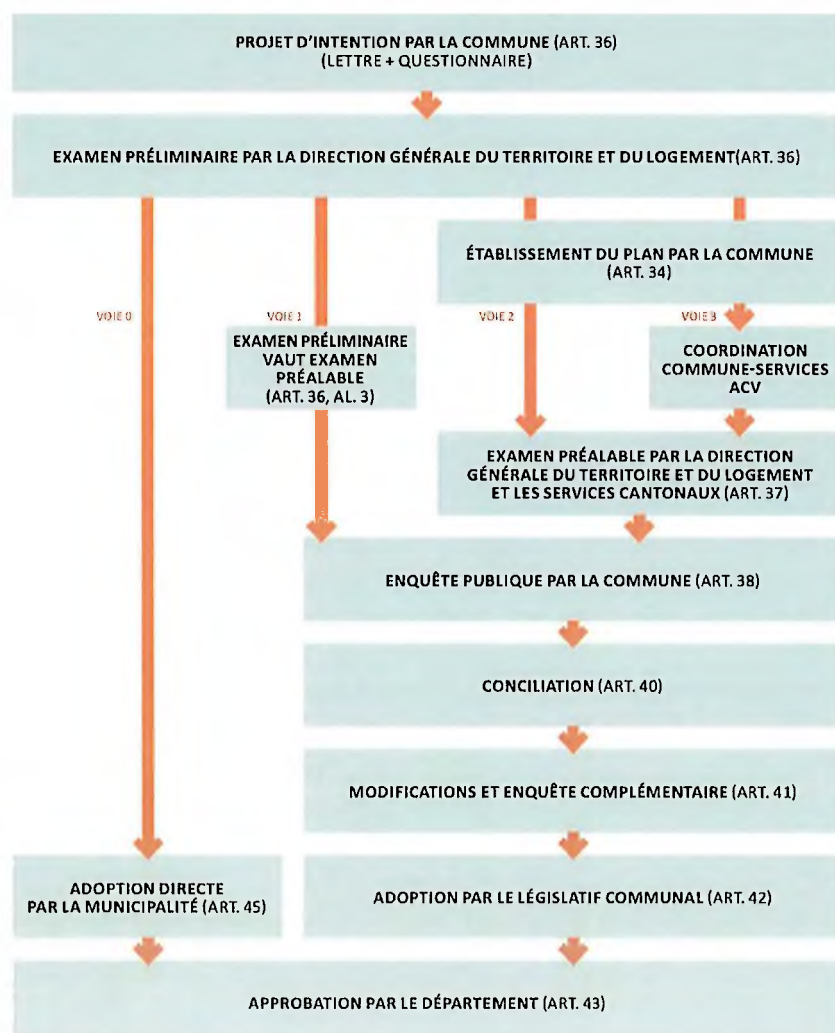 PROJET D'INTENTION PAR LA COMMUNE (ART. 36)
(LETTRE + QUESTIONNAIRE)
EXAMEN PRÉLIMINAIRE PAR LA DIRECTION GÉNÉRALE DU TERRITOIRE ET DU LOGEMENT(ART. 36)
ÉTABLISSEMENT DU PLAN PAR LA COMMUNE
(ART. 34)
VOIE 0
VOIE 1
VOIE 2
VOIE 3
EXAMEN PRÉLIMINAIRE
VAUT EXAMEN
PRÉALABLE
(ART. 36, AL. 3)
COORDINATION
COMMUNE-SERVICES
ACV
EXAMEN PRÉALABLE PAR LA DIRECTION
GÉNÉRALE DU TERRITOIRE ET DU LOGEMENT
ET LES SERVICES CANTONAUX (ART. 37)
ENQUÊTE PUBLIQUE PAR LA COMMUNE (ART. 38)
CONCILIATION (ART. 40)
MODIFICATIONS ET ENQUÊTE COMPLÉMENTAIRE (ART. 41)
ADOPTION DIRECTE
PAR LA MUNICIPALITÉ (ART. 45)
ADOPTION PAR LE LÉGISLATIF COMMUNAL (ART. 42)
APPROBATION PAR LE DÉPARTEMENT (ART. 43)